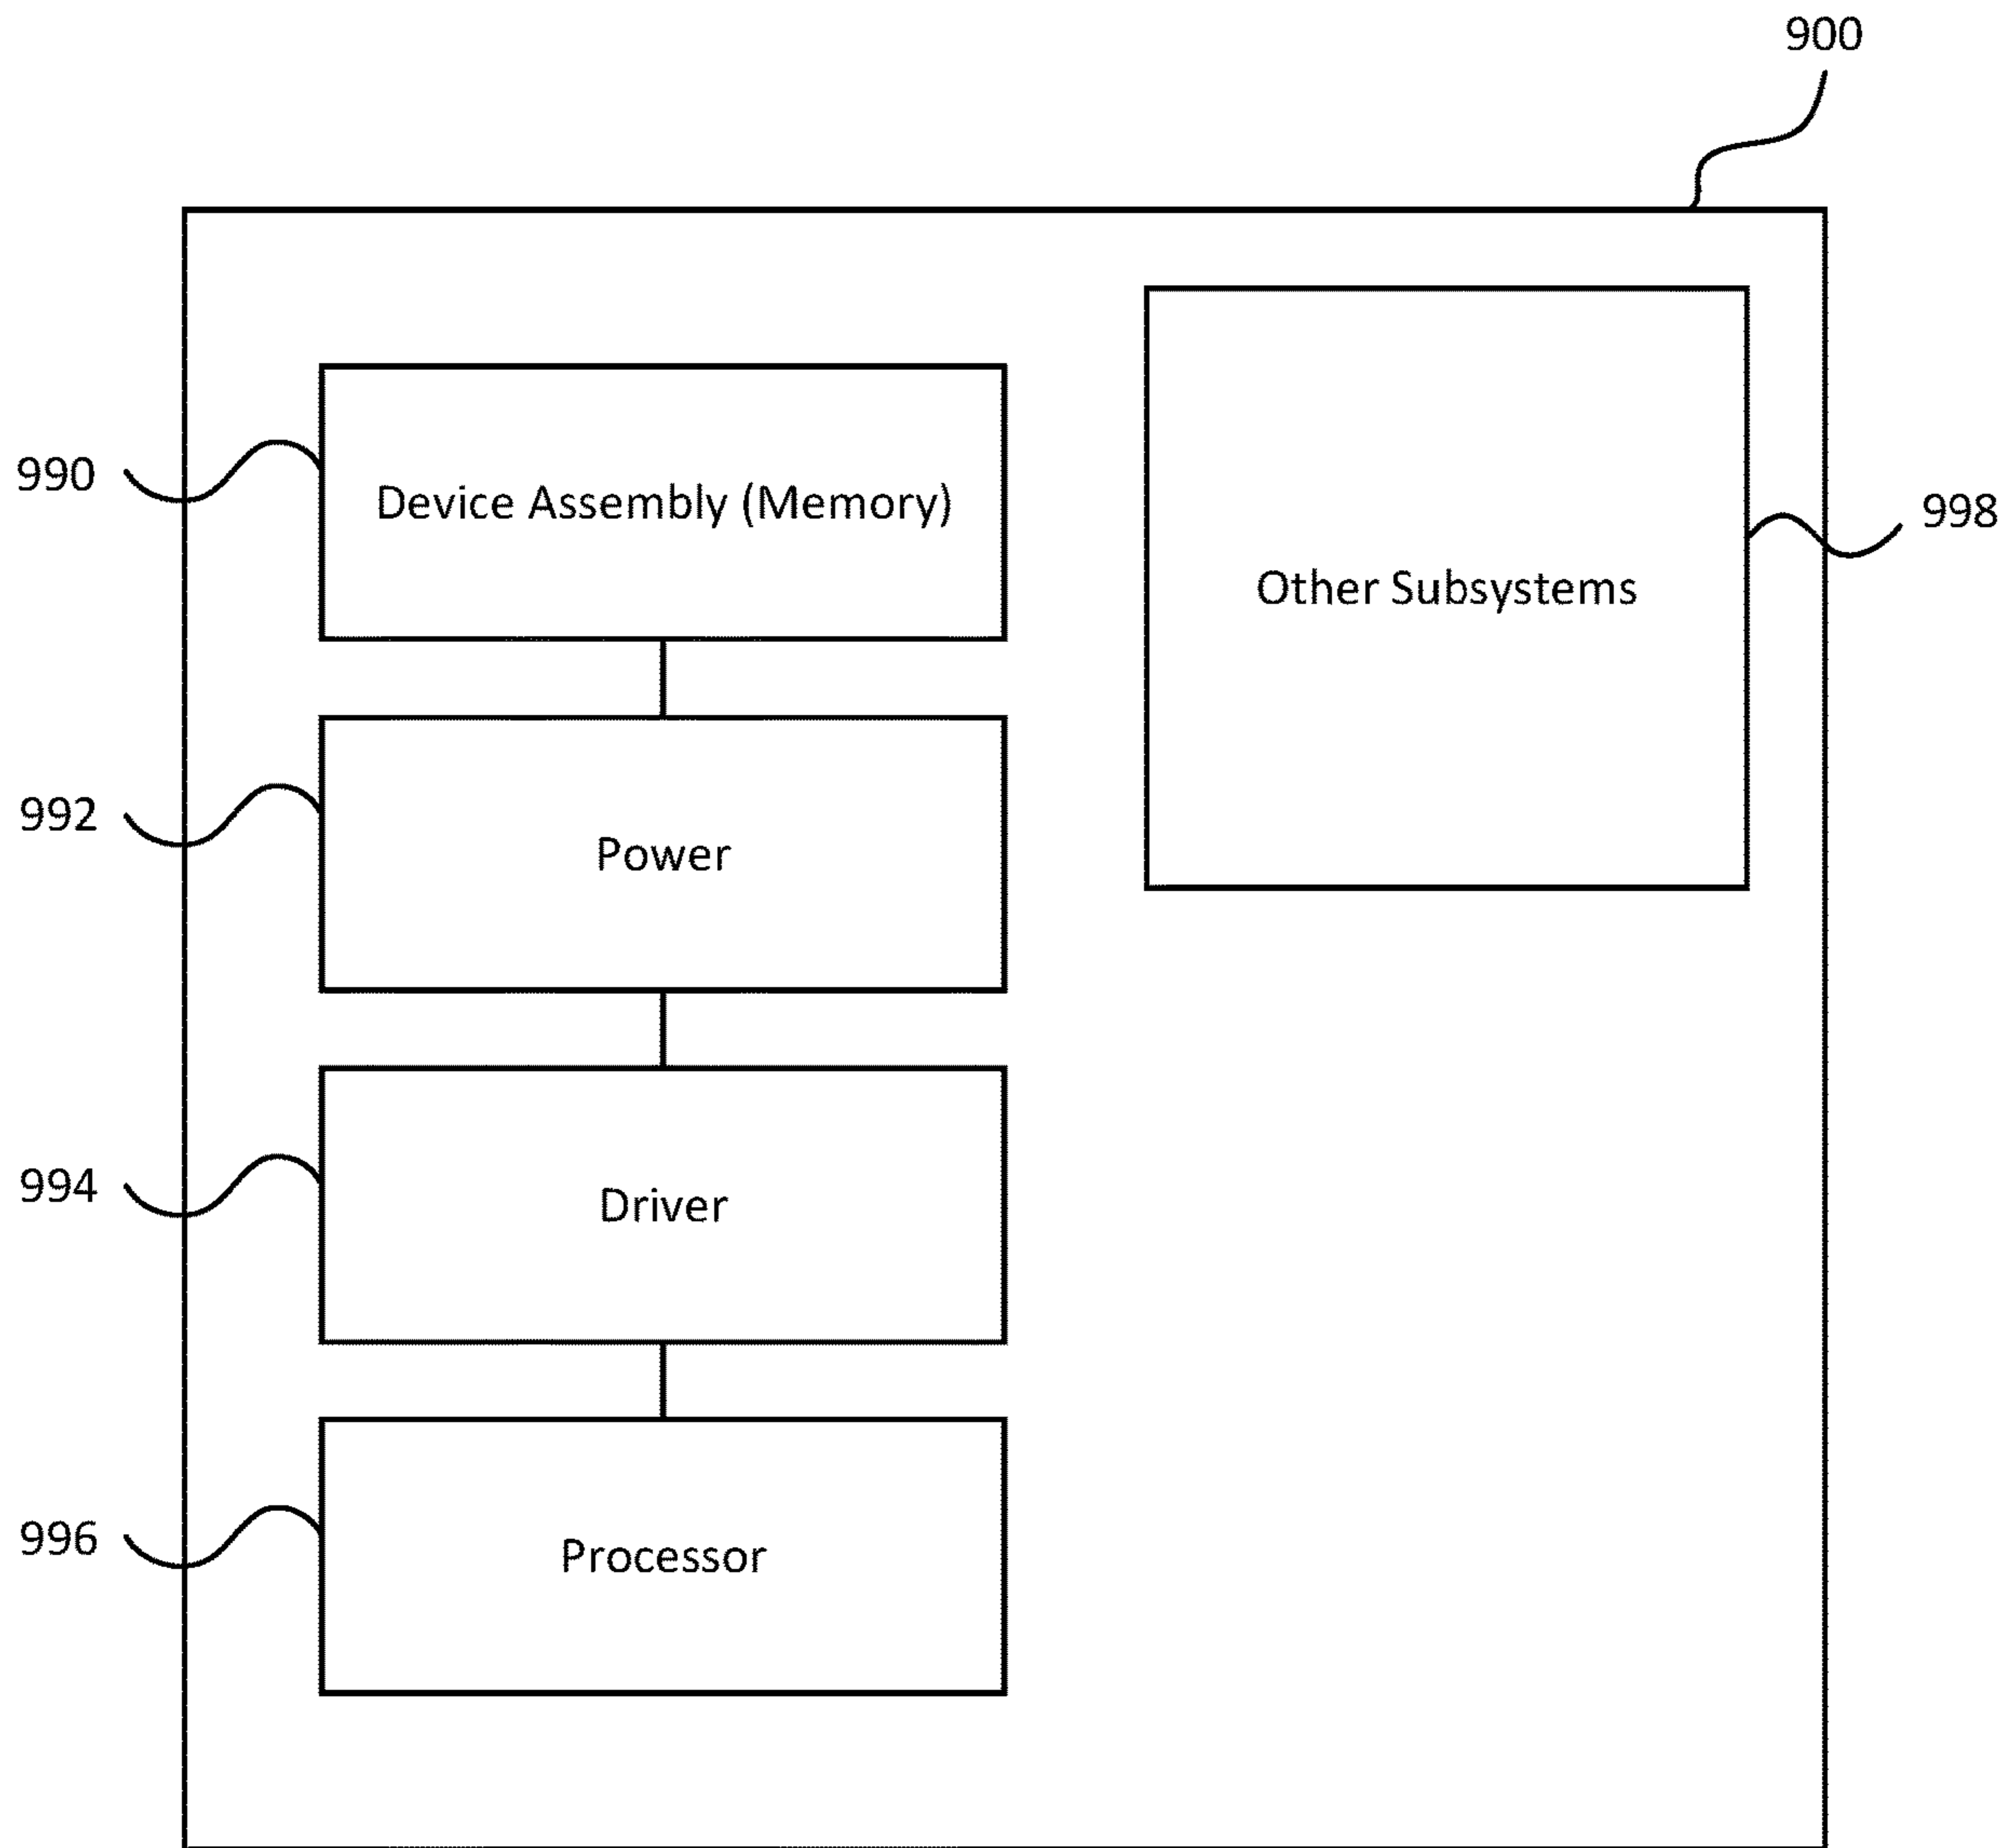 900
990
Device Assembly (Memory)
998
Other Subsystems
992
Power
994
Driver
996
Processor